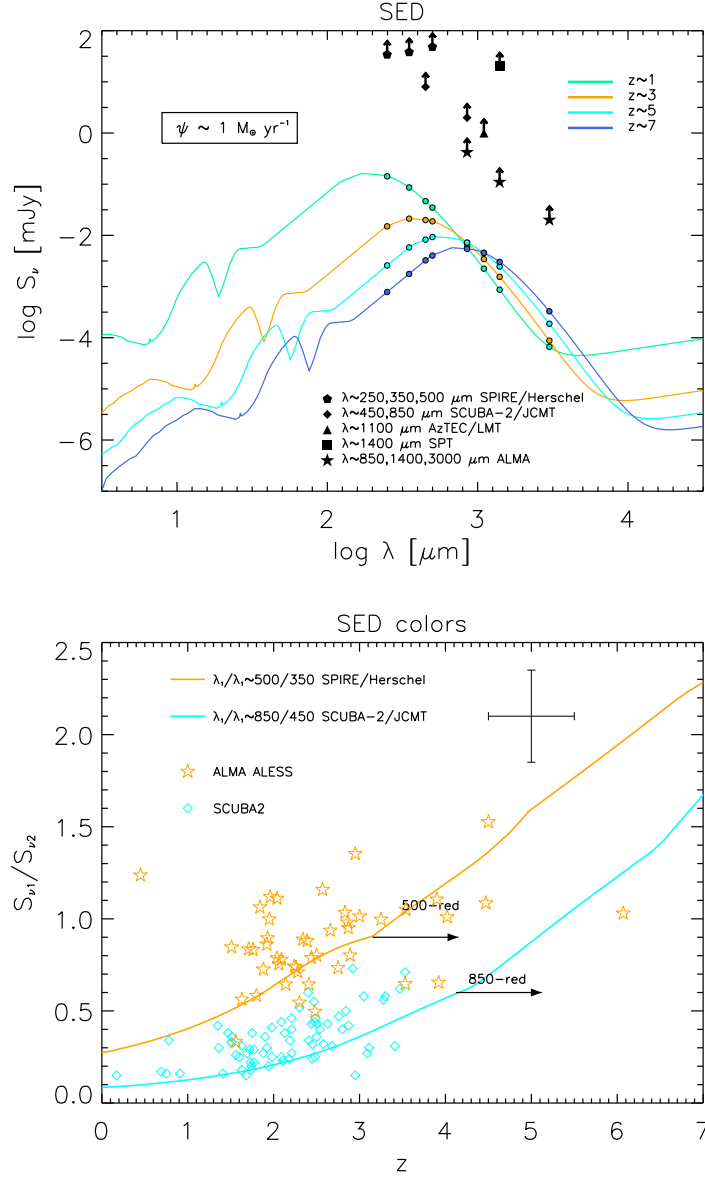 SED
2
0
-2
-4
-6
log Sν [mJy]
ψ ~ 1 M⊙ yr⁻¹
z~1
z~3
z~5
z~7
λ~250,350,500 μm SPIRE/Herschel
λ~450,850 μm SCUBA-2/JCMT
λ~1100 μm AzTEC/LMT
λ~1400 μm SPT
λ~850,1400,3000 μm ALMA
1 2 3 4
log λ [μm]
SED colors
2.5
2.0
1.5
1.0
0.5
0.0
Sν1/Sν2
λ₁/λ₁~500/350 SPIRE/Herschel
λ₁/λ₁~850/450 SCUBA-2/JCMT
ALMA ALESS
SCUBA2
500-red
850-red
0 1 2 3 4 5 6 7
z